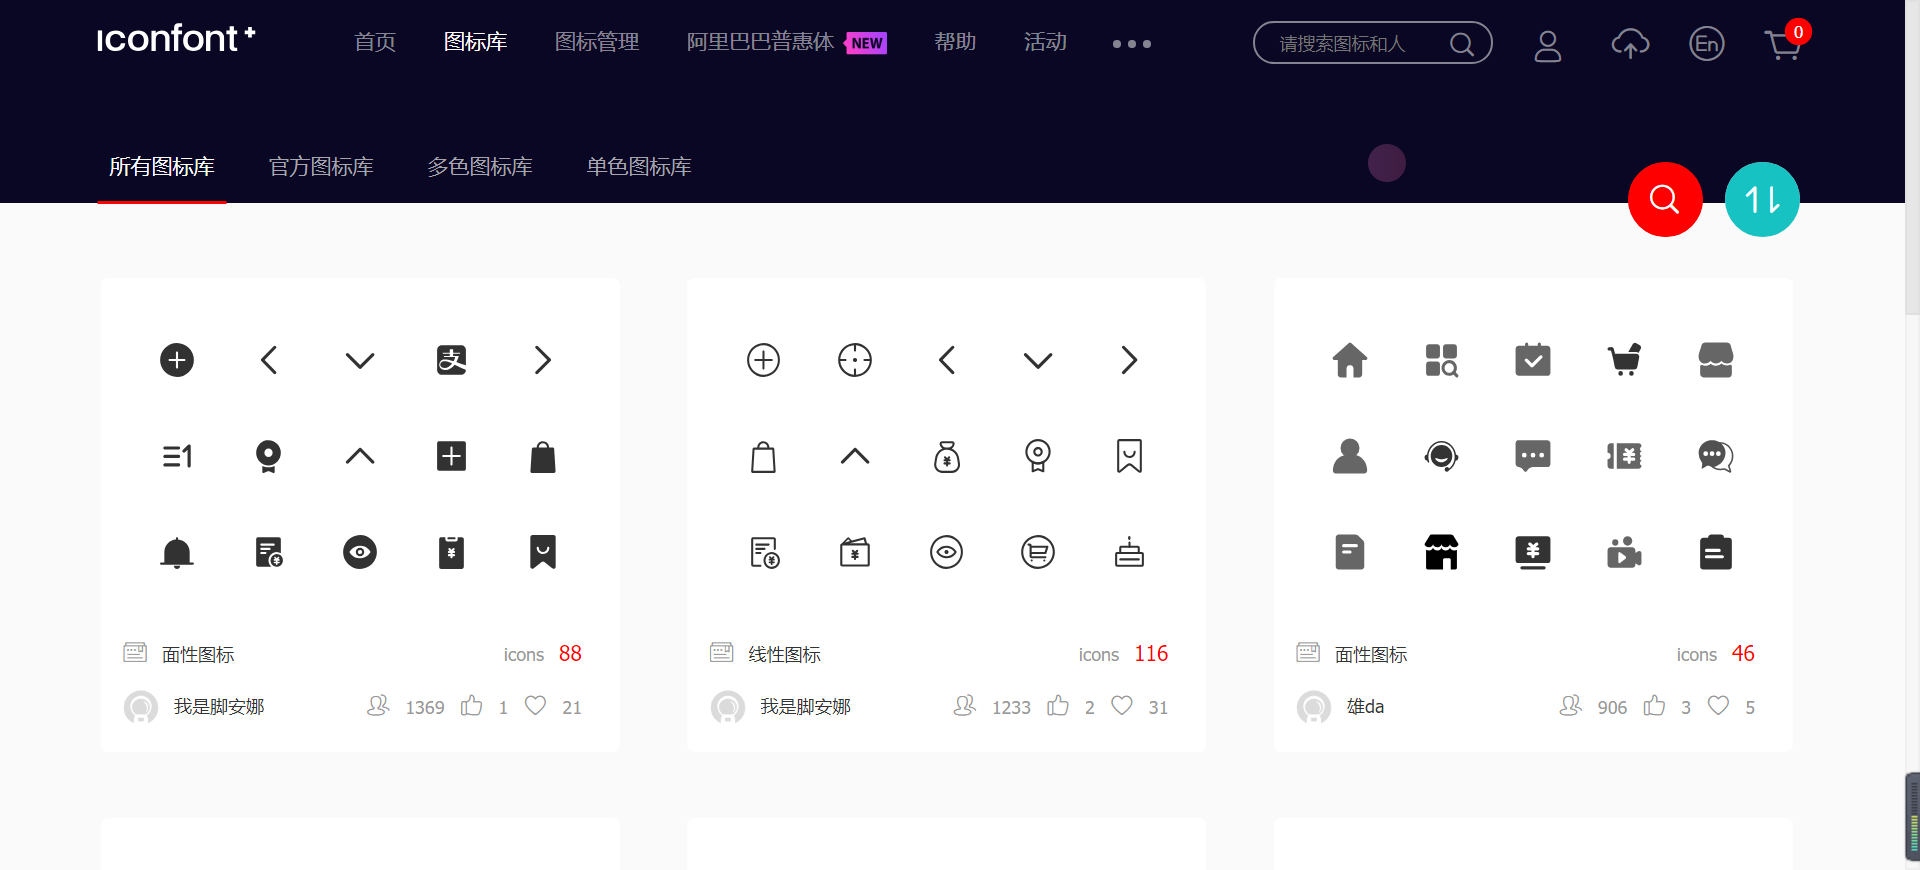 iconfont+ 首页 图标库 图标管理 阿里巴巴普惠体 NEW 帮助 活动 请搜索图标和人 En 0
所有图标库 官方图标库 多色图标库 单色图标库
面性图标 icons 88
我是脚安娜 1369 1 21
线性图标 icons 116
我是脚安娜 1233 2 31
面性图标 icons 46
雄da 906 3 5